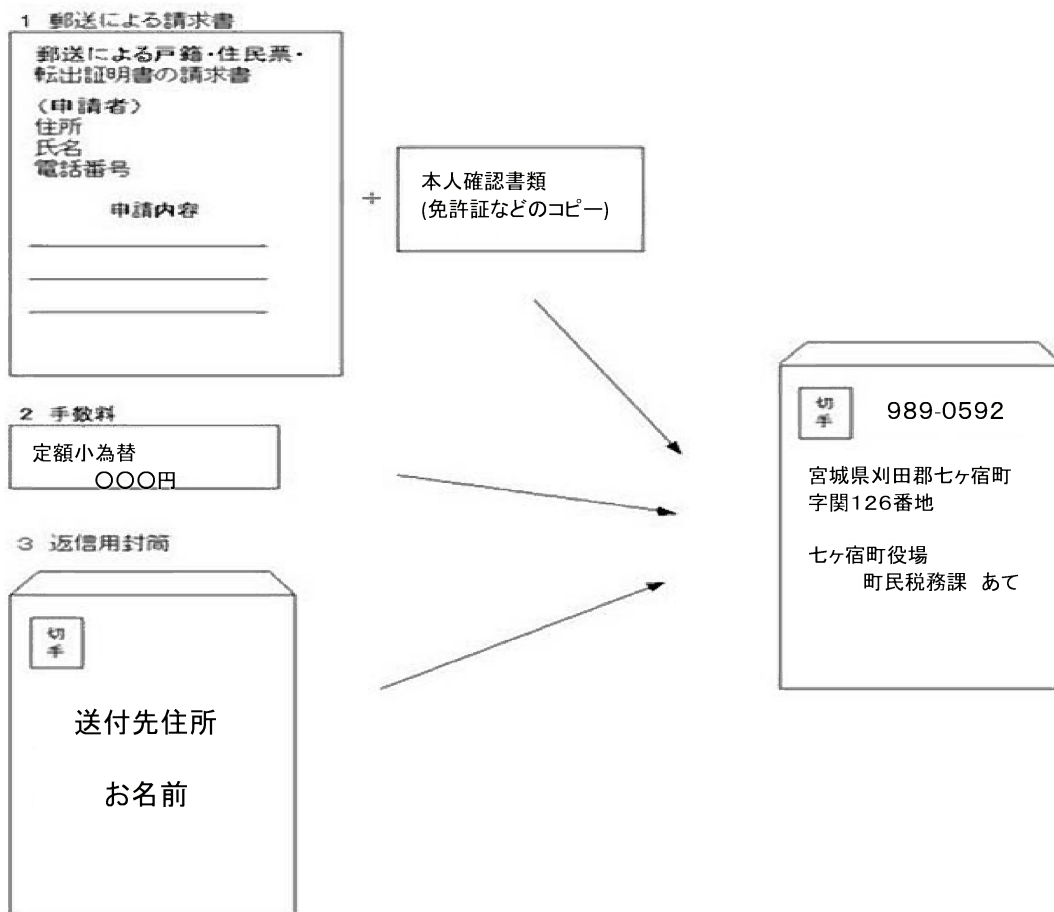 1 郵送による請求書
郵送による戸籍・住民票・
転出証明書の請求書
(申請者)
住所
氏名
電話番号
申請内容
+
本人確認書類
(免許証などのコピー)
2 手数料
定額小為替
〇〇〇円
3 返信用封筒
切
手
送付先住所
お名前
切
手
989-0592
宮城県刈田郡七ヶ宿町
字関126番地
七ヶ宿町役場
町民税務課 あて